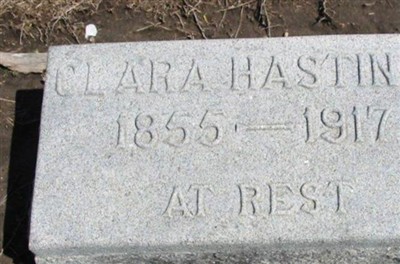 CLARA HASTIN
1855 — 1917
AT REST